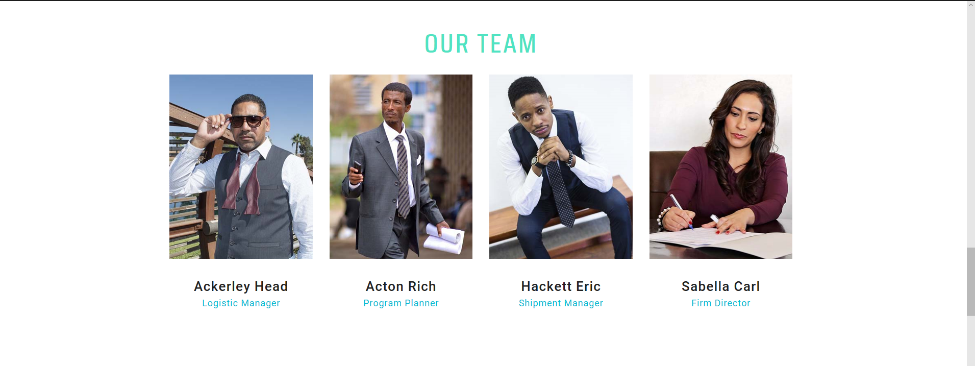 OUR TEAM
Ackerley Head
Logistic Manager
Acton Rich
Program Planner
Hackett Eric
Shipment Manager
Sabella Carl
Firm Director